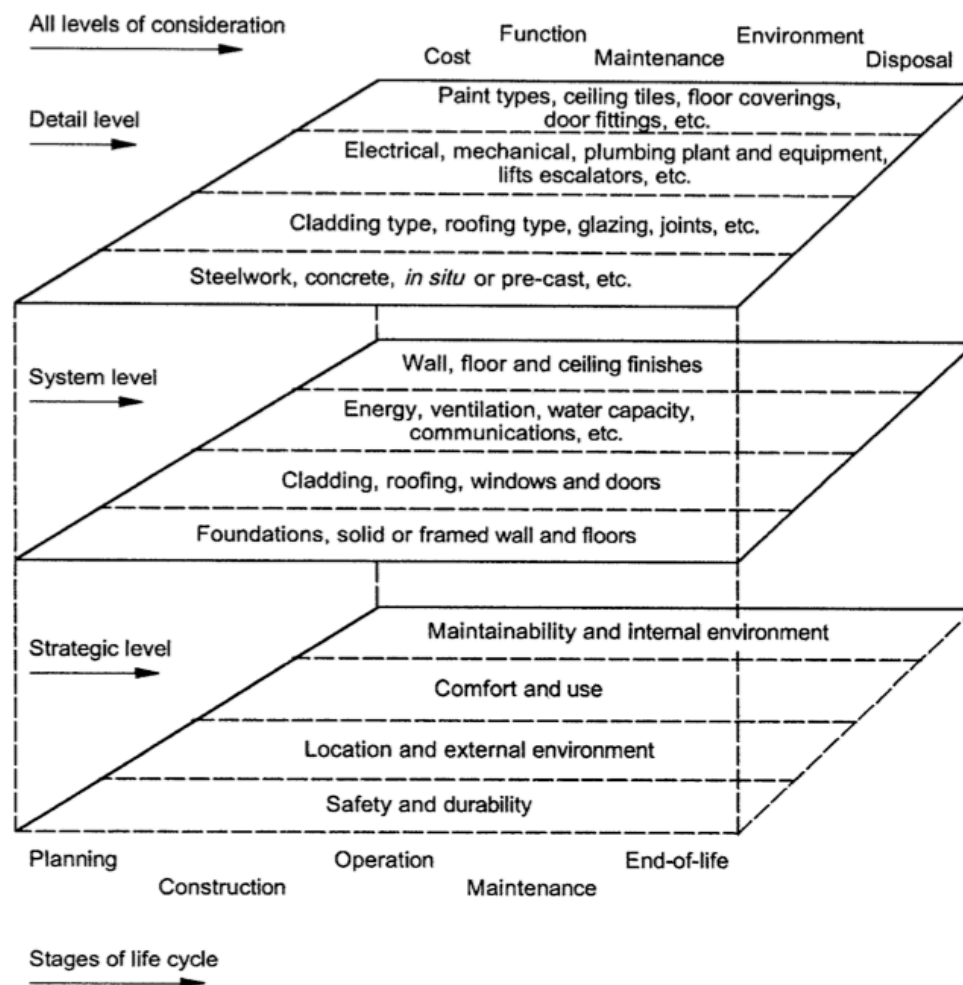 All levels of consideration
Function
Environment
Cost
Maintenance
Disposal
Detail level
Paint types, ceiling tiles, floor coverings,
door fittings, etc.
Electrical, mechanical, plumbing plant and equipment,
lifts escalators, etc.
Cladding type, roofing type, glazing, joints, etc.
Steelwork, concrete, in situ or pre-cast, etc.
System level
Wall, floor and ceiling finishes
Energy, ventilation, water capacity,
communications, etc.
Cladding, roofing, windows and doors
Foundations, solid or framed wall and floors
Strategic level
Maintainability and internal environment
Comfort and use
Location and external environment
Safety and durability
Planning
Operation
End-of-life
Construction
Maintenance
Stages of life cycle